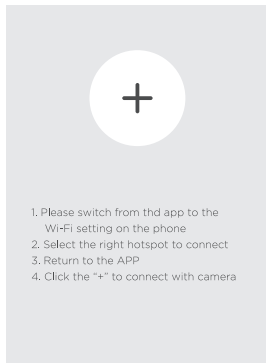 1. Please switch from thd app to the
Wi-Fi setting on the phone
2. Select the right hotspot to connect
3. Return to the APP
4. Click the "+" to connect with camera